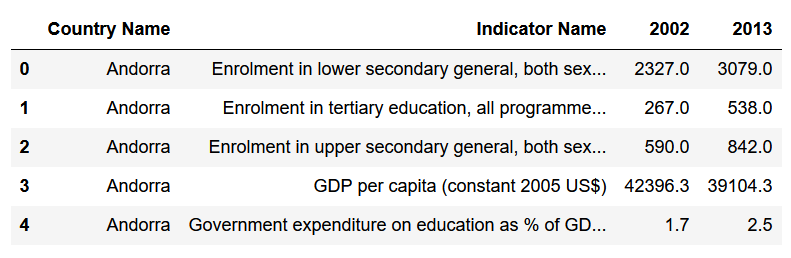 Country Name Indicator Name 2002 2013
0 Andorra Enrolment in lower secondary general, both sex... 2327.0 3079.0
1 Andorra Enrolment in tertiary education, all programme... 267.0 538.0
2 Andorra Enrolment in upper secondary general, both sex... 590.0 842.0
3 Andorra GDP per capita (constant 2005 US$) 42396.3 39104.3
4 Andorra Government expenditure on education as % of GD... 1.7 2.5